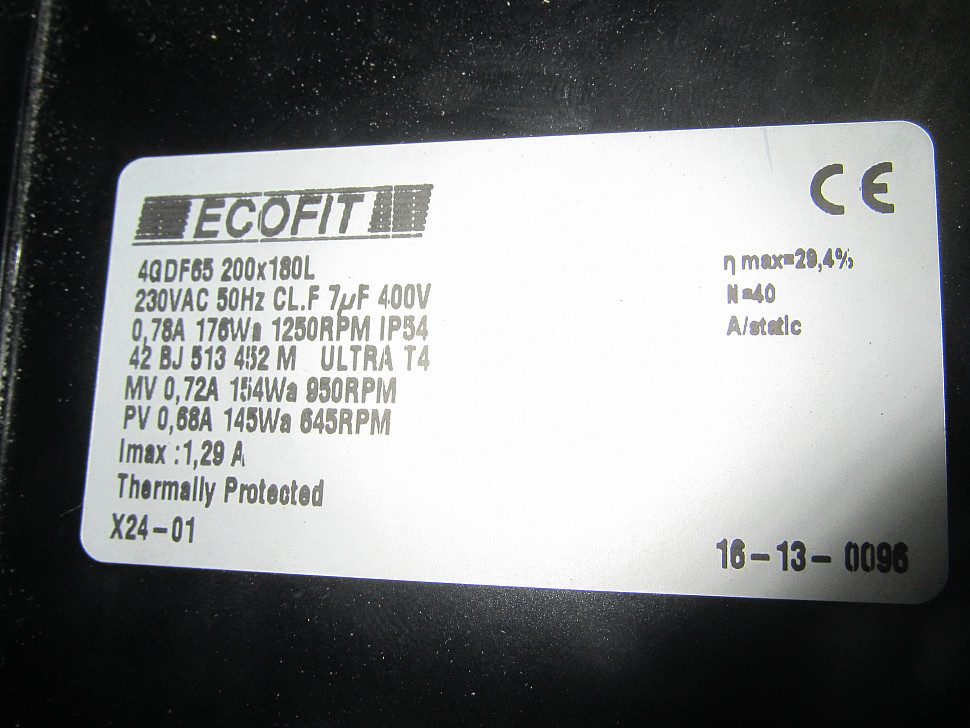 ECOFIT
CE
4QDF65 200x180L
230VAC 50Hz CL.F 7µF 400V
0,78A 176Wa 1250RPM IP54
42 BJ 513 452 M ULTRA T4
MV 0,72A 154Wa 950RPM
PV 0,68A 145Wa 645RPM
Imax :1,29 A
Thermally Protected
X24-01
η max=29,4%
N=40
A/static
16-13-0096